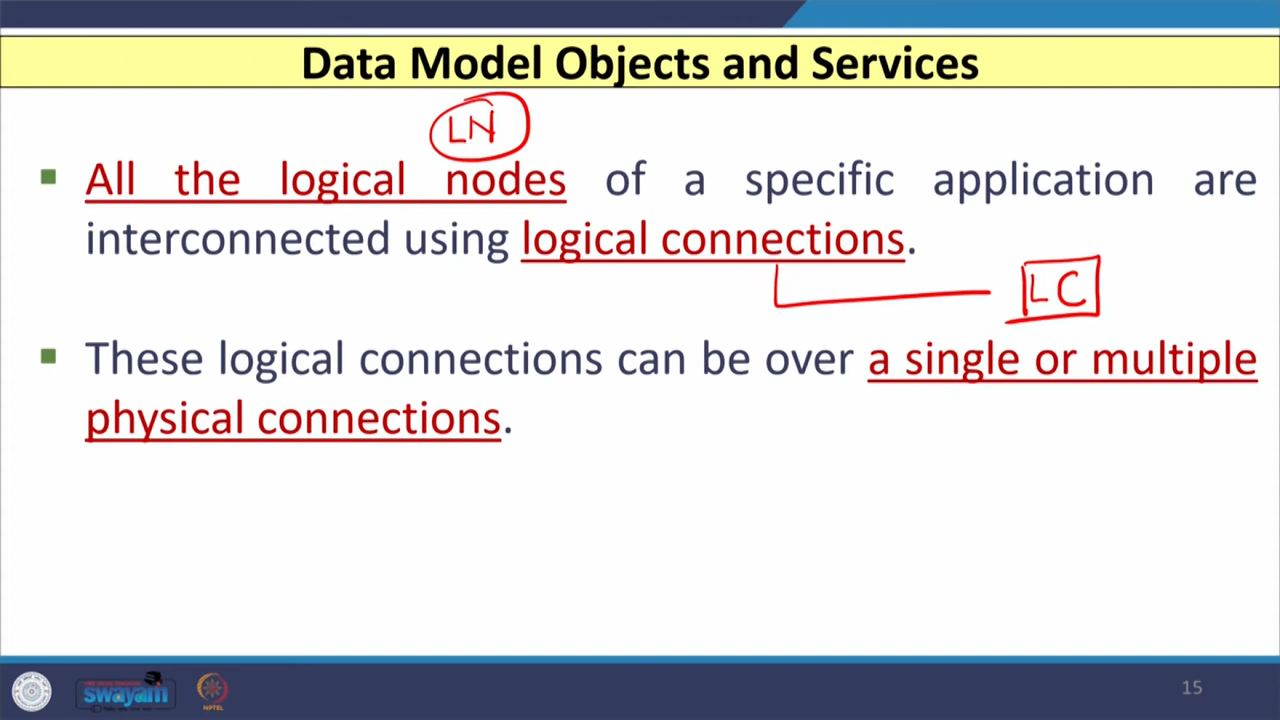 Data Model Objects and Services
LN
All the logical nodes of a specific application are
interconnected using logical connections.
LC
These logical connections can be over a single or multiple
physical connections.
swayam
NPTEL
15